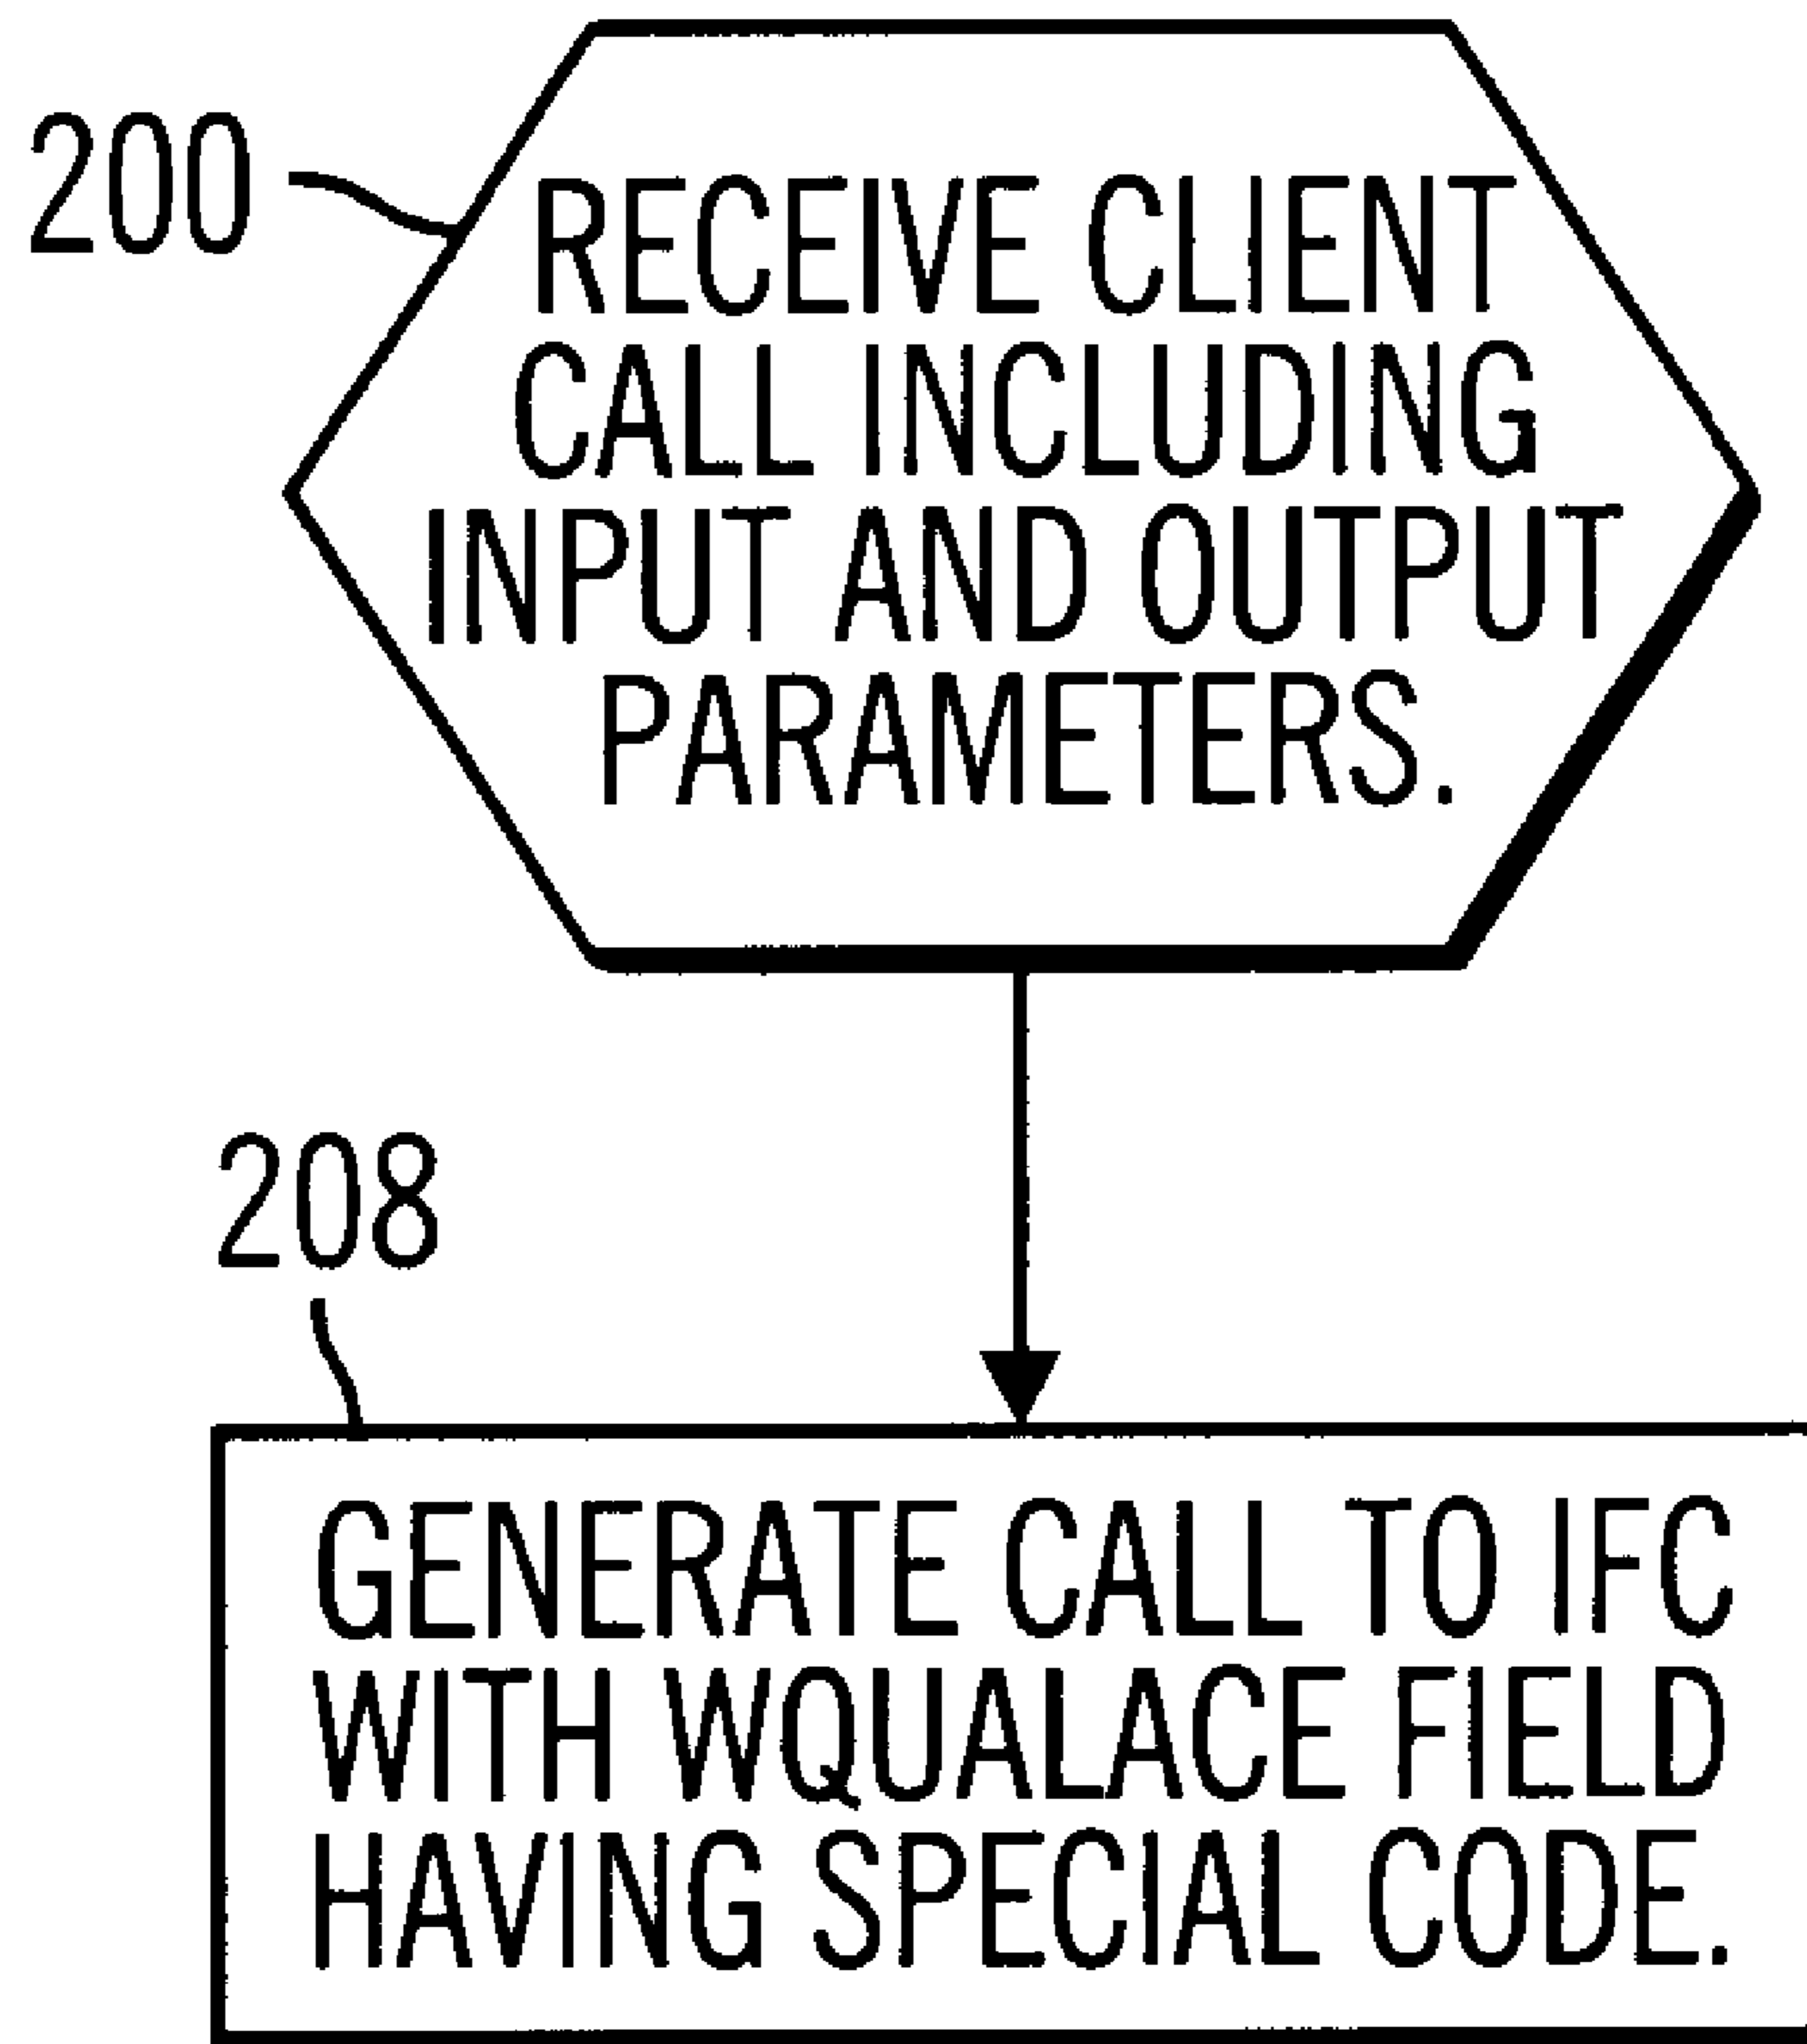 200
RECEIVE CLIENT
CALL INCLUDING
INPUT AND OUTPUT
PARAMETERS.
208
GENERATE CALL TO IFC
WITH WQUALACE FIELD
HAVING SPECIAL CODE.